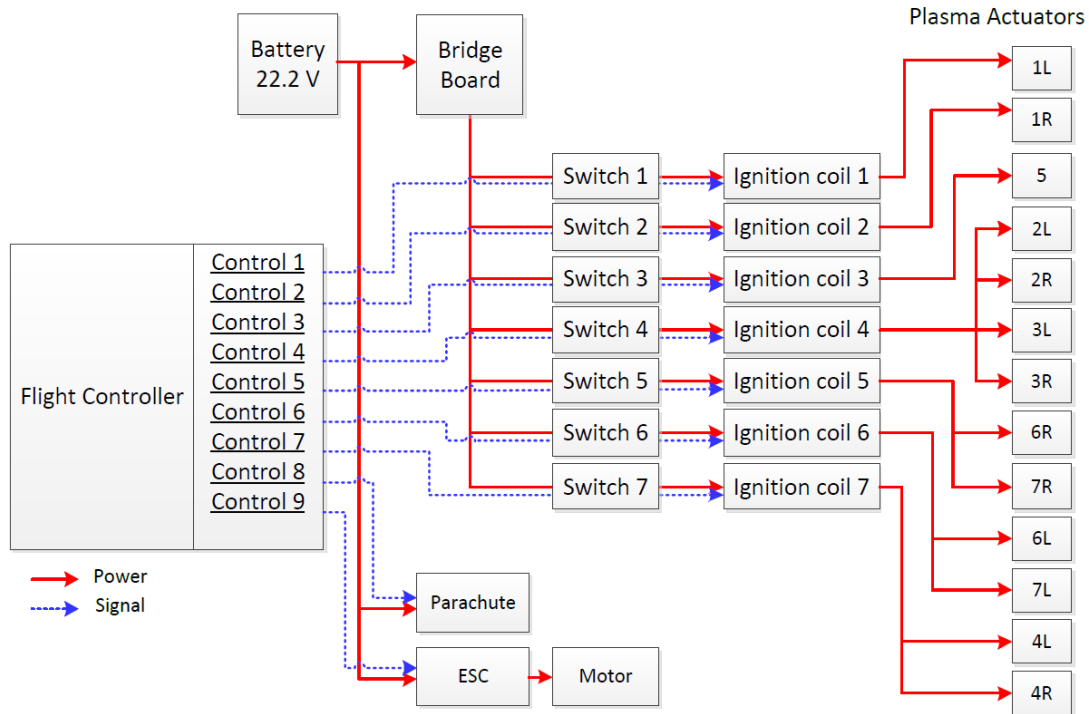 Plasma Actuators
Battery
22.2 V
Bridge
Board
1L
1R
Switch 1
Ignition coil 1
5
Switch 2
Ignition coil 2
2L
Flight Controller
Control 1
Control 2
Control 3
Control 4
Control 5
Control 6
Control 7
Control 8
Control 9
Switch 3
Ignition coil 3
2R
Switch 4
Ignition coil 4
3L
Switch 5
Ignition coil 5
3R
Switch 6
Ignition coil 6
6R
Switch 7
Ignition coil 7
7R
6L
7L
4L
4R
Power
Signal
Parachute
ESC
Motor